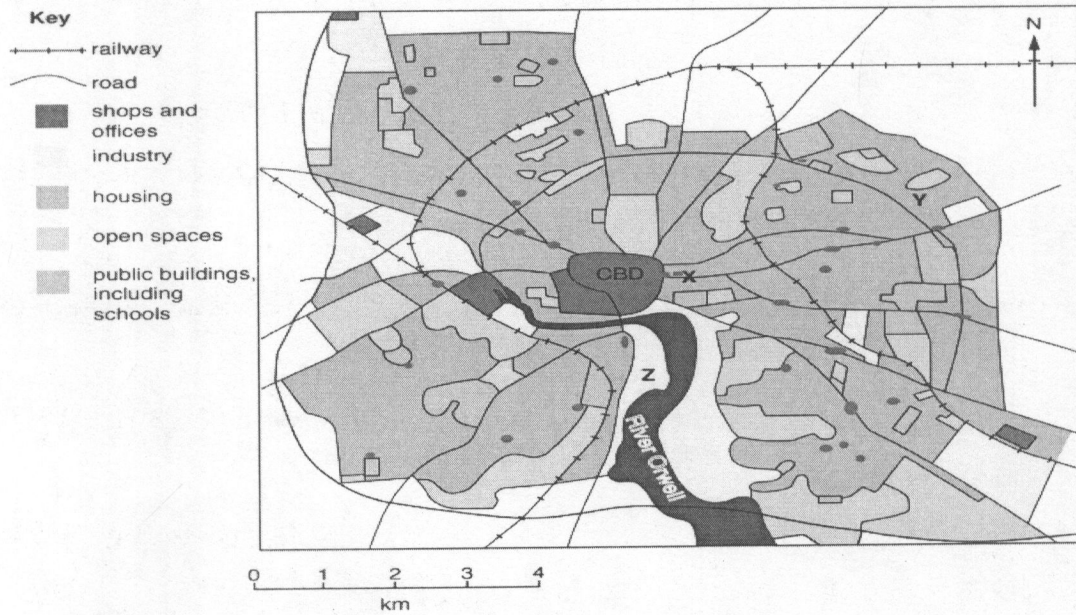 Key
railway
road
shops and
offices
industry
housing
open spaces
public buildings,
including
schools
N
Y
CBD
X
Z
River Orwell
0 1 2 3 4
km